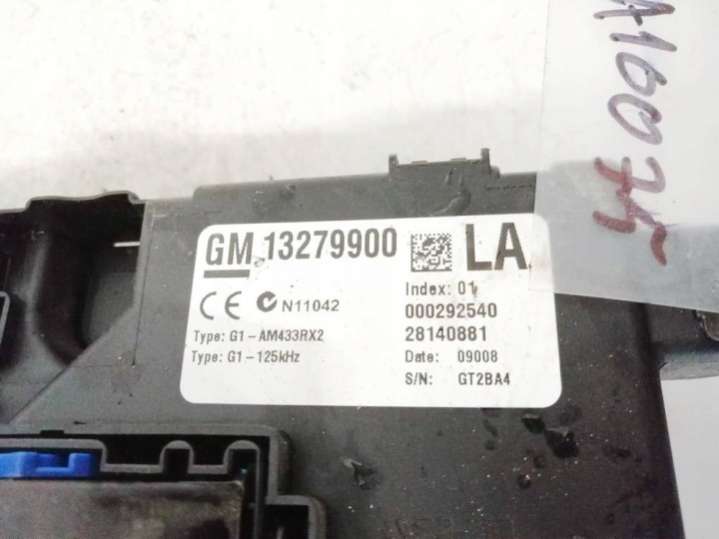 GM 13279900 LA
Index: 01
CE N11042 000292540
Type: G1-AM433RX2 28140881
Type: G1-125kHz Date: 09008
S/N: GT2BA4